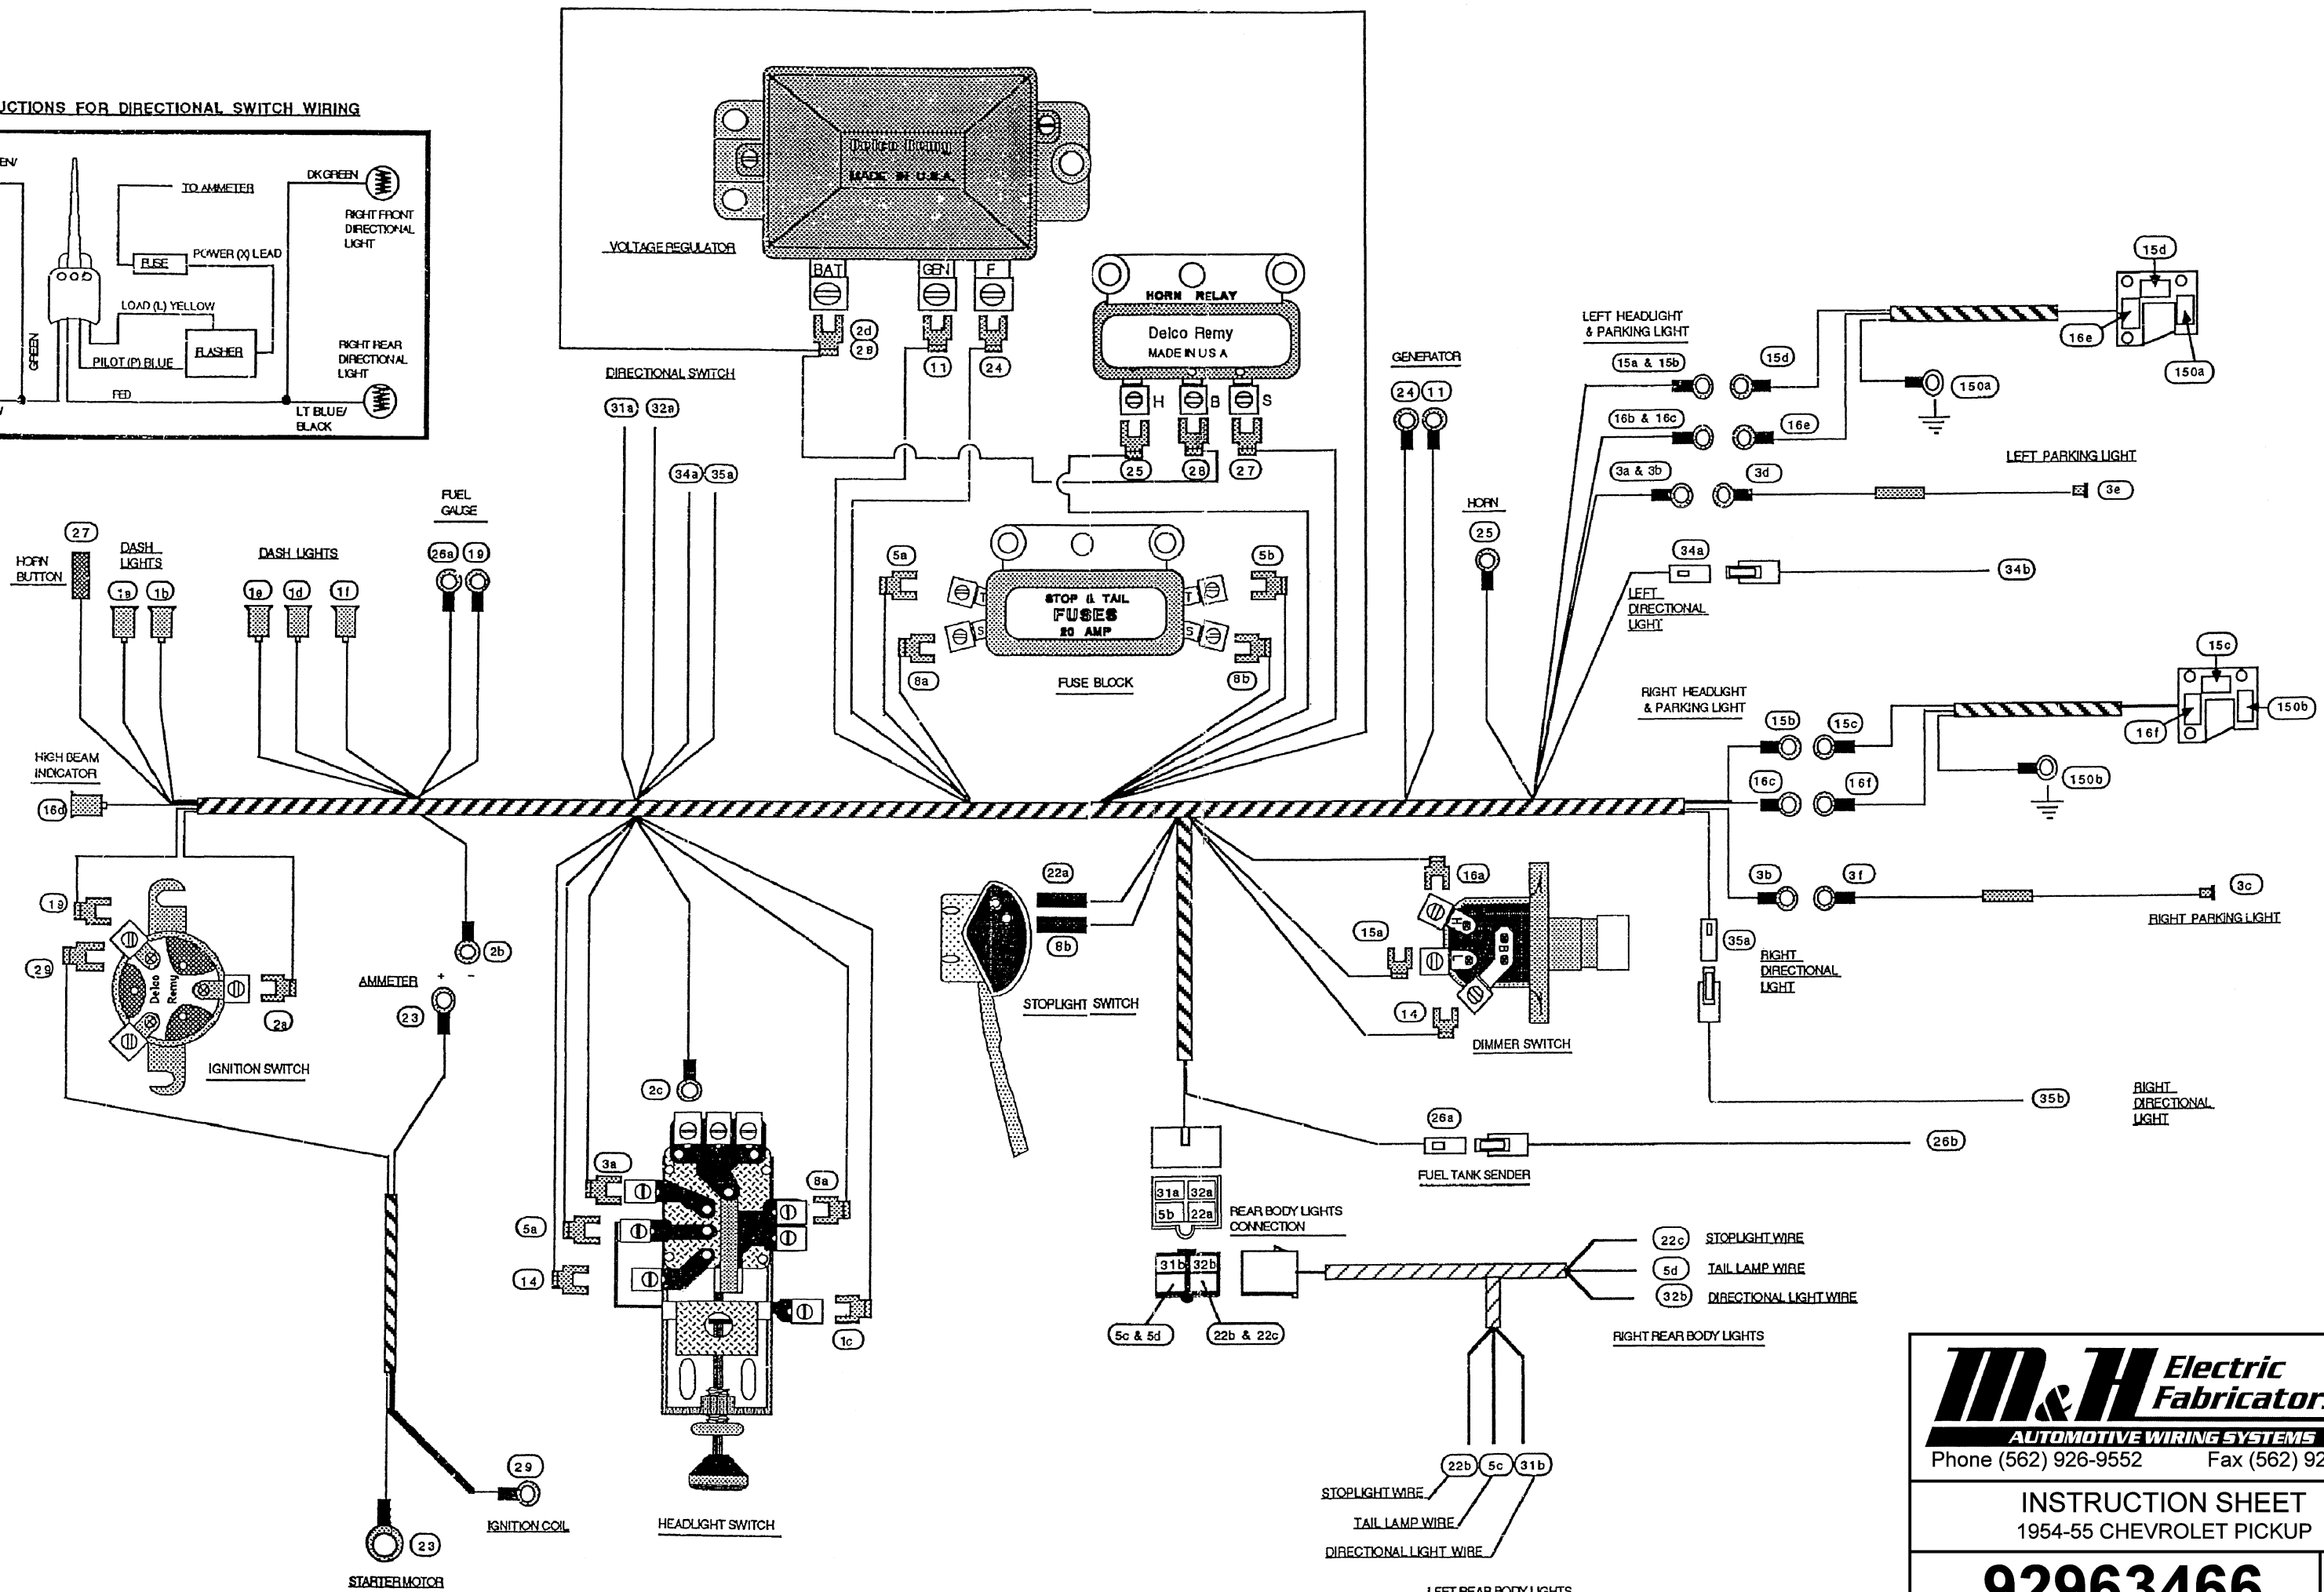 UCTIONS FOR DIRECTIONAL SWITCH WIRING
EN/
TO AMMETER
DK GREEN
RIGHT FRONT
DIRECTIONAL
LIGHT
FUSE
POWER (X) LEAD
LOAD (L) YELLOW
GREEN
FLASHER
PILOT (P) BLUE
RIGHT REAR
DIRECTIONAL
LIGHT
RED
LT BLUE/
BLACK
Delco Remy
MADE IN U.S.A.
VOLTAGE REGULATOR
BAT
GEN
F
2d
28
11
24
HORN RELAY
Delco Remy
MADE IN U S A
H
B
S
25
28
27
DIRECTIONAL SWITCH
31a
32a
34a
35a
GENERATOR
24
11
HORN
25
LEFT HEADLIGHT
& PARKING LIGHT
15a & 15b
15d
15d
16e
150a
150a
16b & 16c
16e
LEFT PARKING LIGHT
3a & 3b
3d
3e
34a
34b
LEFT
DIRECTIONAL
LIGHT
FUEL
GAUGE
26a
19
27
HORN
BUTTON
DASH
LIGHTS
1a
1b
DASH LIGHTS
1e
1d
1f
5a
5b
T
STOP & TAIL
FUSES
20 AMP
T
S
S
8a
8b
FUSE BLOCK
RIGHT HEADLIGHT
& PARKING LIGHT
15b
15c
15c
16f
150b
150b
16c
16f
HIGH BEAM
INDICATOR
16d
3b
3f
3c
RIGHT PARKING LIGHT
35a
RIGHT
DIRECTIONAL
LIGHT
35b
RIGHT
DIRECTIONAL
LIGHT
19
29
Delco
Remy
2a
IGNITION SWITCH
2b
AMMETER
+
-
23
22a
8b
STOPLIGHT SWITCH
16a
15a
H
L
B
14
DIMMER SWITCH
2c
3a
5a
14
8a
1c
HEADLIGHT SWITCH
26a
26b
FUEL TANK SENDER
31a
32a
5b
22a
REAR BODY LIGHTS
CONNECTION
31b
32b
5c & 5d
22b & 22c
22c
STOPLIGHT WIRE
5d
TAIL LAMP WIRE
32b
DIRECTIONAL LIGHT WIRE
RIGHT REAR BODY LIGHTS
22b
5c
31b
STOPLIGHT WIRE
TAIL LAMP WIRE
DIRECTIONAL LIGHT WIRE
LEFT REAR BODY LIGHTS
29
IGNITION COIL
23
STARTER MOTOR
M&H Electric
Fabricator
AUTOMOTIVE WIRING SYSTEMS
Phone (562) 926-9552 Fax (562) 92
INSTRUCTION SHEET
1954-55 CHEVROLET PICKUP
92963466